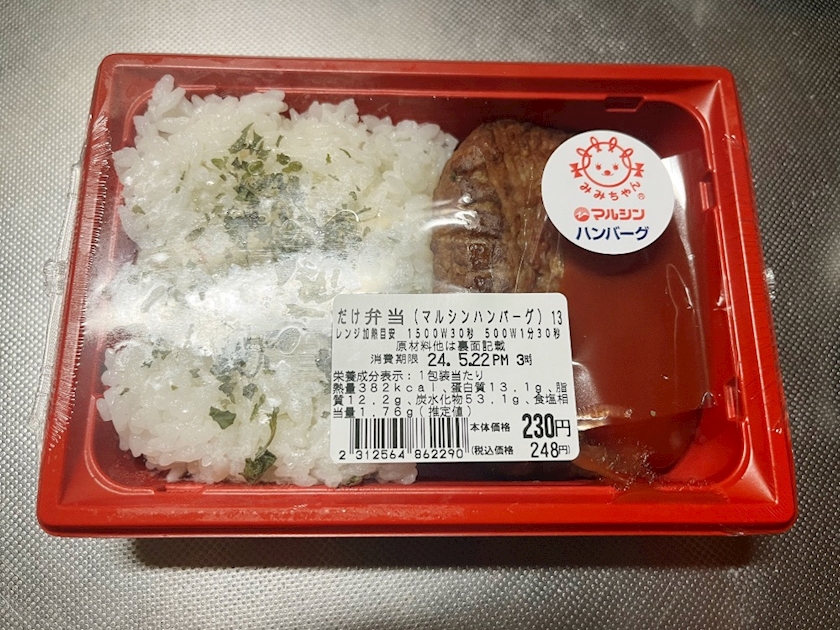 みみちゃん®
マルシン
ハンバーグ
だけ弁当(マルシンハンバーグ) 13
レンジ加熱目安 1500W30秒 500W1分30秒
原材料他は裏面記載
消費期限 24. 5.22 PM 3時
栄養成分表示:1包装当たり
熱量382kcal、蛋白質13.1g、脂
質12.2g、炭水化物53.1g、食塩相
当量1.76g(推定値)
本体価格 230円
2 312564 862290 (税込価格 248円)